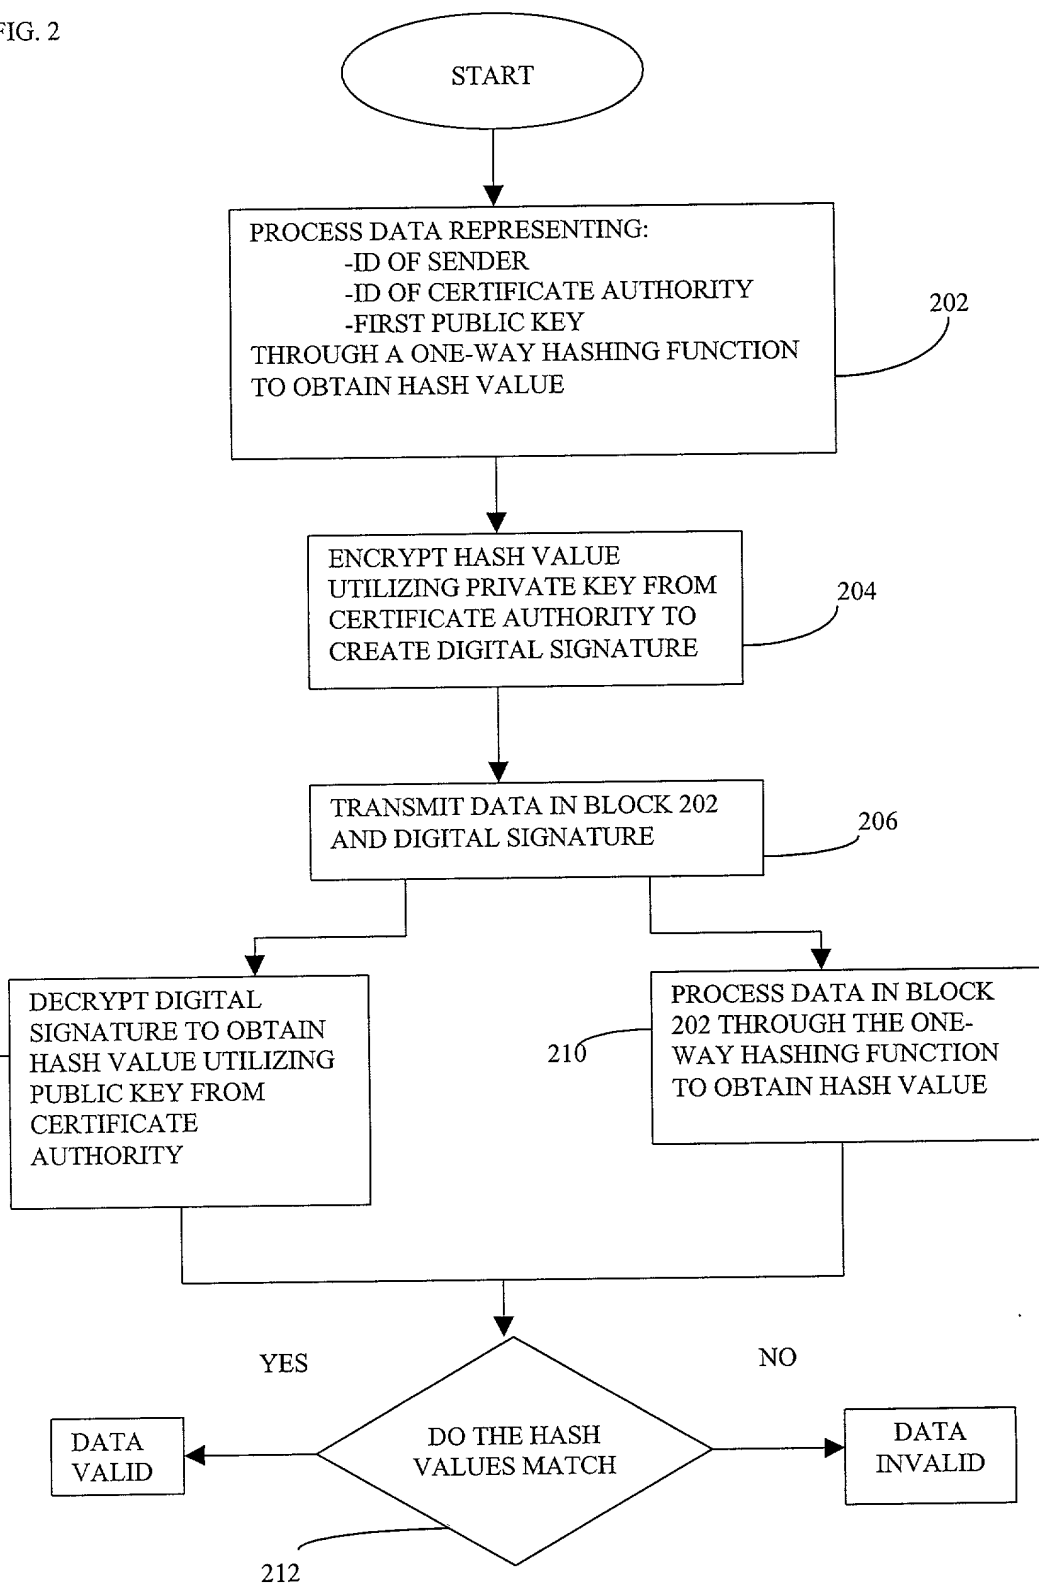 FIG. 2
START
PROCESS DATA REPRESENTING:
-ID OF SENDER
-ID OF CERTIFICATE AUTHORITY
-FIRST PUBLIC KEY
THROUGH A ONE-WAY HASHING FUNCTION
TO OBTAIN HASH VALUE
202
ENCRYPT HASH VALUE
UTILIZING PRIVATE KEY FROM
CERTIFICATE AUTHORITY TO
CREATE DIGITAL SIGNATURE
204
TRANSMIT DATA IN BLOCK 202
AND DIGITAL SIGNATURE
206
DECRYPT DIGITAL
SIGNATURE TO OBTAIN
HASH VALUE UTILIZING
PUBLIC KEY FROM
CERTIFICATE
AUTHORITY
210
PROCESS DATA IN BLOCK
202 THROUGH THE ONE-
WAY HASHING FUNCTION
TO OBTAIN HASH VALUE
YES
NO
DATA
VALID
DO THE HASH
VALUES MATCH
DATA
INVALID
212